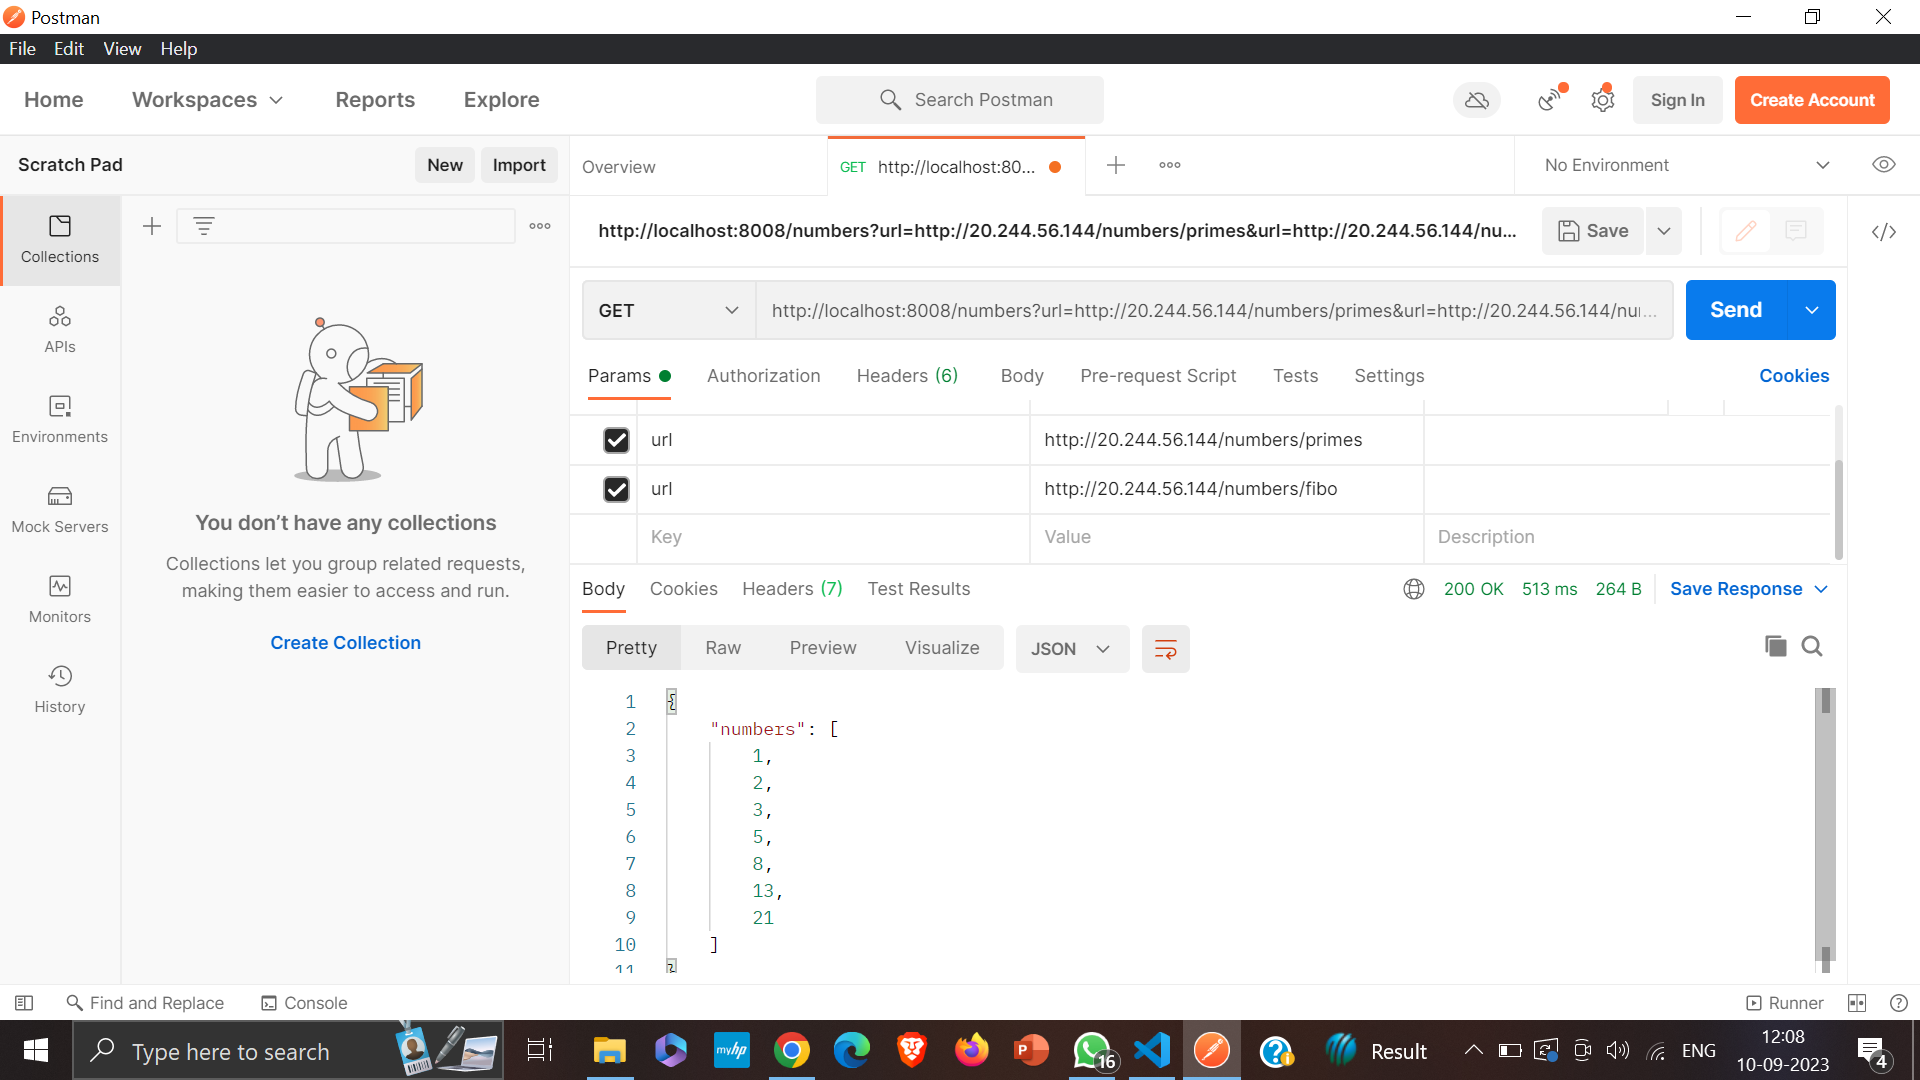 Postman
File Edit View Help
Home Workspaces Reports Explore Search Postman Sign In Create Account
Scratch Pad New Import Overview GET http://localhost:80... No Environment
Collections
APIs
Environments
Mock Servers
Monitors
History
You don’t have any collections
Collections let you group related requests,
making them easier to access and run.
Create Collection
http://localhost:8008/numbers?url=http://20.244.56.144/numbers/primes&url=http://20.244.56.144/nu... Save
GET http://localhost:8008/numbers?url=http://20.244.56.144/numbers/primes&url=http://20.244.56.144/nu... Send
Params Authorization Headers (6) Body Pre-request Script Tests Settings Cookies
url http://20.244.56.144/numbers/primes
url http://20.244.56.144/numbers/fibo
Key Value Description
Body Cookies Headers (7) Test Results 200 OK 513 ms 264 B Save Response
Pretty Raw Preview Visualize JSON
1 {
2 "numbers": [
3 1,
4 2,
5 3,
6 5,
7 8,
8 13,
9 21
10 ]
11 }
Find and Replace Console Runner
Type here to search myhp P 16 Result ENG 12:08
10-09-2023 4